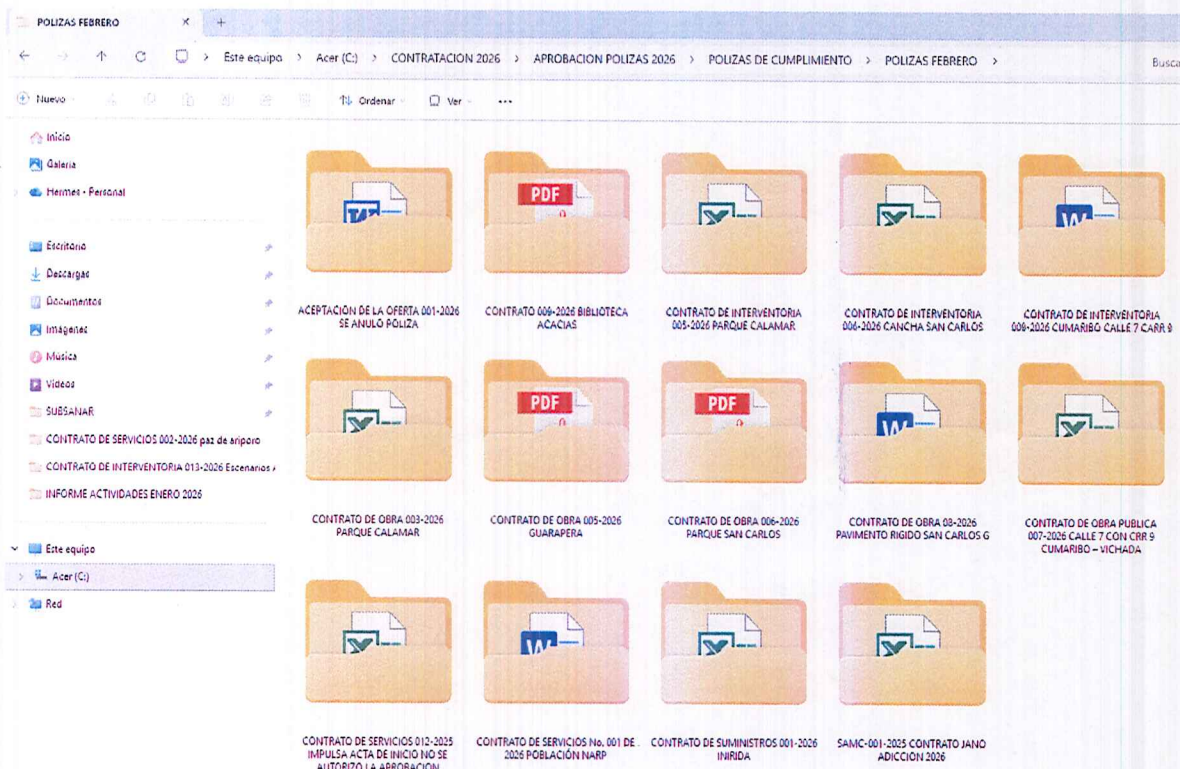 POLIZAS FEBRERO
Este equipo > Acer (C:) > CONTRATACION 2026 > APROBACION POLIZAS 2026 > POLIZAS DE CUMPLIMIENTO > POLIZAS FEBRERO >
Busca
Nuevo
Ordenar
Ver
Inicio
Galería
Hermes - Personal
Escritorio
Descargas
Documentos
Imágenes
Música
Vídeos
SUBSANAR
CONTRATO DE SERVICIOS 002-2026 paz de ariporo
CONTRATO DE INTERVENTORIA 013-2026 Escenarios
INFORME ACTIVIDADES ENERO 2026
Este equipo
Acer (C:)
Red
ACEPTACIÓN DE LA OFERTA 001-2026
SE ANULO POLIZA
PDF
CONTRATO 009-2026 BIBLIOTECA
ACACIAS
CONTRATO DE INTERVENTORIA
005-2026 PARQUE CALAMAR
CONTRATO DE INTERVENTORIA
006-2026 CANCHA SAN CARLOS
CONTRATO DE INTERVENTORIA
008-2026 CUMARIBO CALLE 7 CARR 9
CONTRATO DE OBRA 003-2026
PARQUE CALAMAR
PDF
CONTRATO DE OBRA 005-2026
GUARAPERA
PDF
CONTRATO DE OBRA 006-2026
PARQUE SAN CARLOS
CONTRATO DE OBRA 08-2026
PAVIMENTO RIGIDO SAN CARLOS G
CONTRATO DE OBRA PUBLICA
007-2026 CALLE 7 CON CRR 9
CUMARIBO – VICHADA
CONTRATO DE SERVICIOS 012-2025
IMPULSA ACTA DE INICIO NO SE
AUTORIZO LA APROBACION
CONTRATO DE SERVICIOS No. 001 DE
2026 POBLACIÓN NARP
CONTRATO DE SUMINISTROS 001-2026
INIRIDA
SAMC-001-2025 CONTRATO JANO
ADICCION 2026